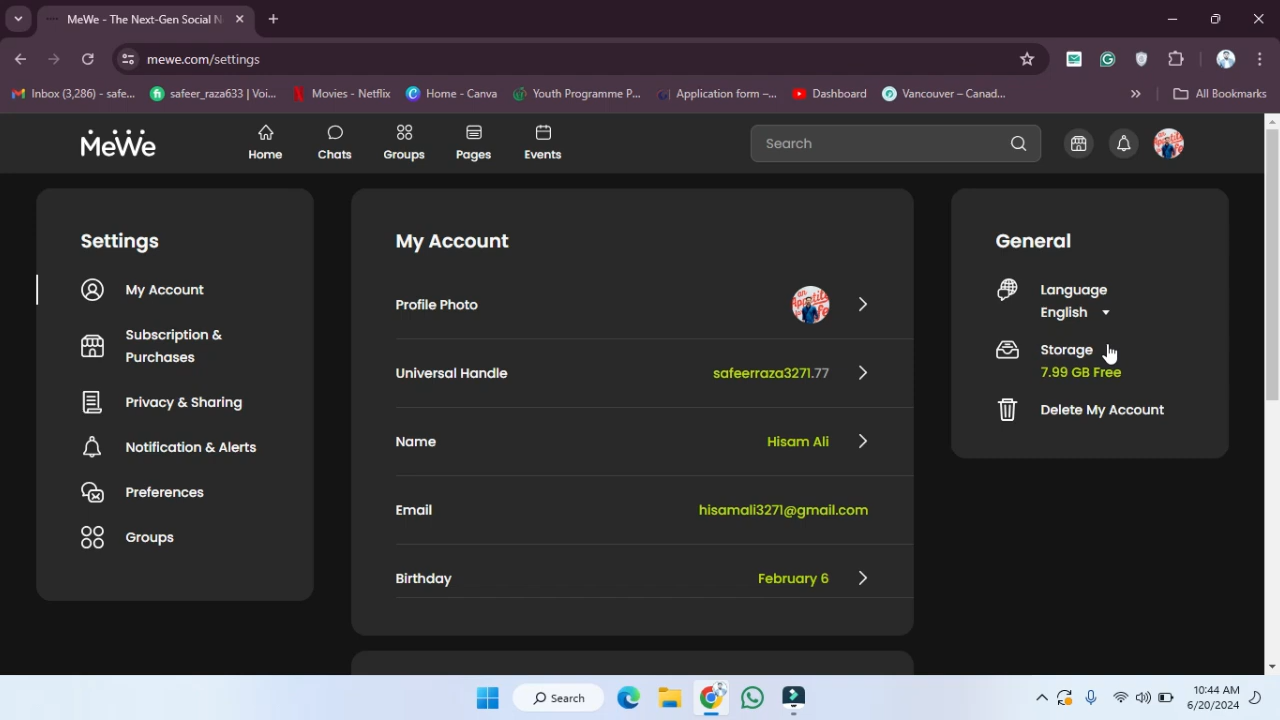 MeWe - The Next-Gen Social N
mewe.com/settings
Inbox (3,286) - safe...
safeer_raza633 | Voi...
Movies - Netflix
Home - Canva
Youth Programme P...
Application form –...
Dashboard
Vancouver – Canad...
All Bookmarks
MeWe
Home
Chats
Groups
Pages
Events
Search
Settings
My Account
Subscription &
Purchases
Privacy & Sharing
Notification & Alerts
Preferences
Groups
My Account
Profile Photo
Universal Handle
safeerraza3271.77
Name
Hisam Ali
Email
hisamali3271@gmail.com
Birthday
February 6
General
Language
English
Storage
7.99 GB Free
Delete My Account
Search
10:44 AM
6/20/2024